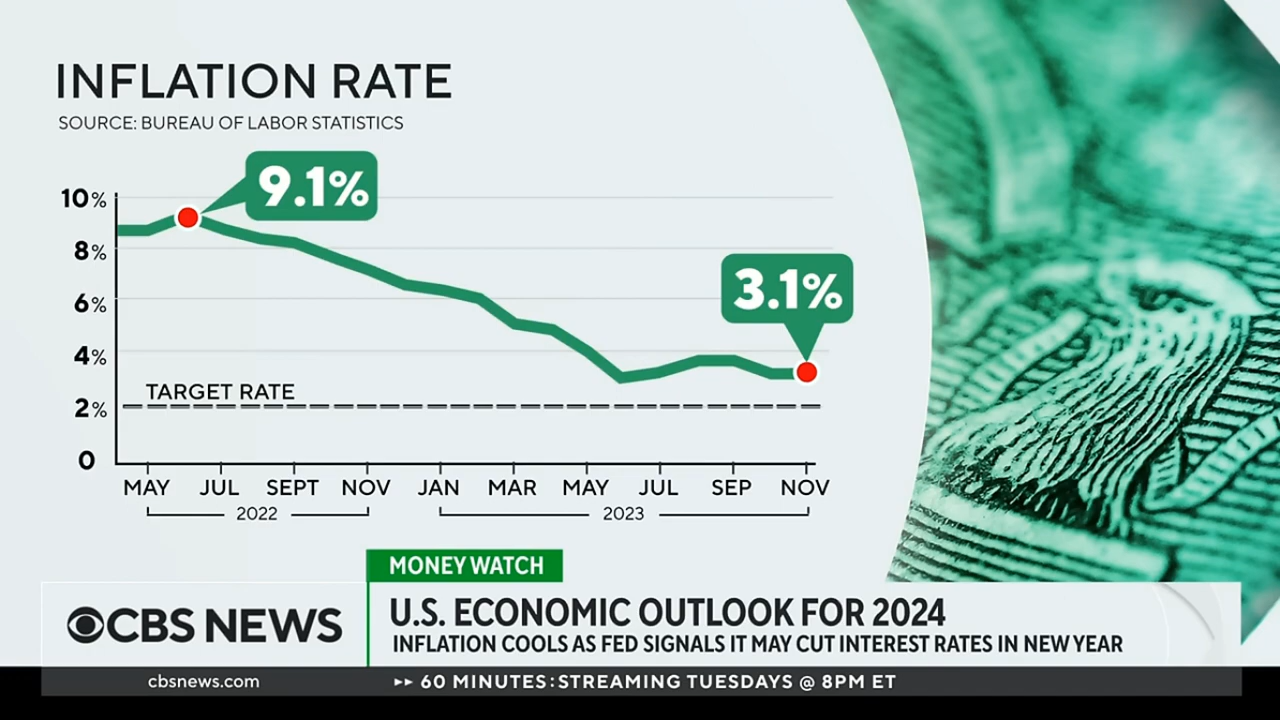 INFLATION RATE
SOURCE: BUREAU OF LABOR STATISTICS
9.1%
3.1%
10%
8%
6%
4%
TARGET RATE
2%
0
MAY JUL SEPT NOV JAN MAR MAY JUL SEP NOV
2022 2023
MONEY WATCH
CBS NEWS
U.S. ECONOMIC OUTLOOK FOR 2024
INFLATION COOLS AS FED SIGNALS IT MAY CUT INTEREST RATES IN NEW YEAR
cbsnews.com
60 MINUTES: STREAMING TUESDAYS @ 8PM ET